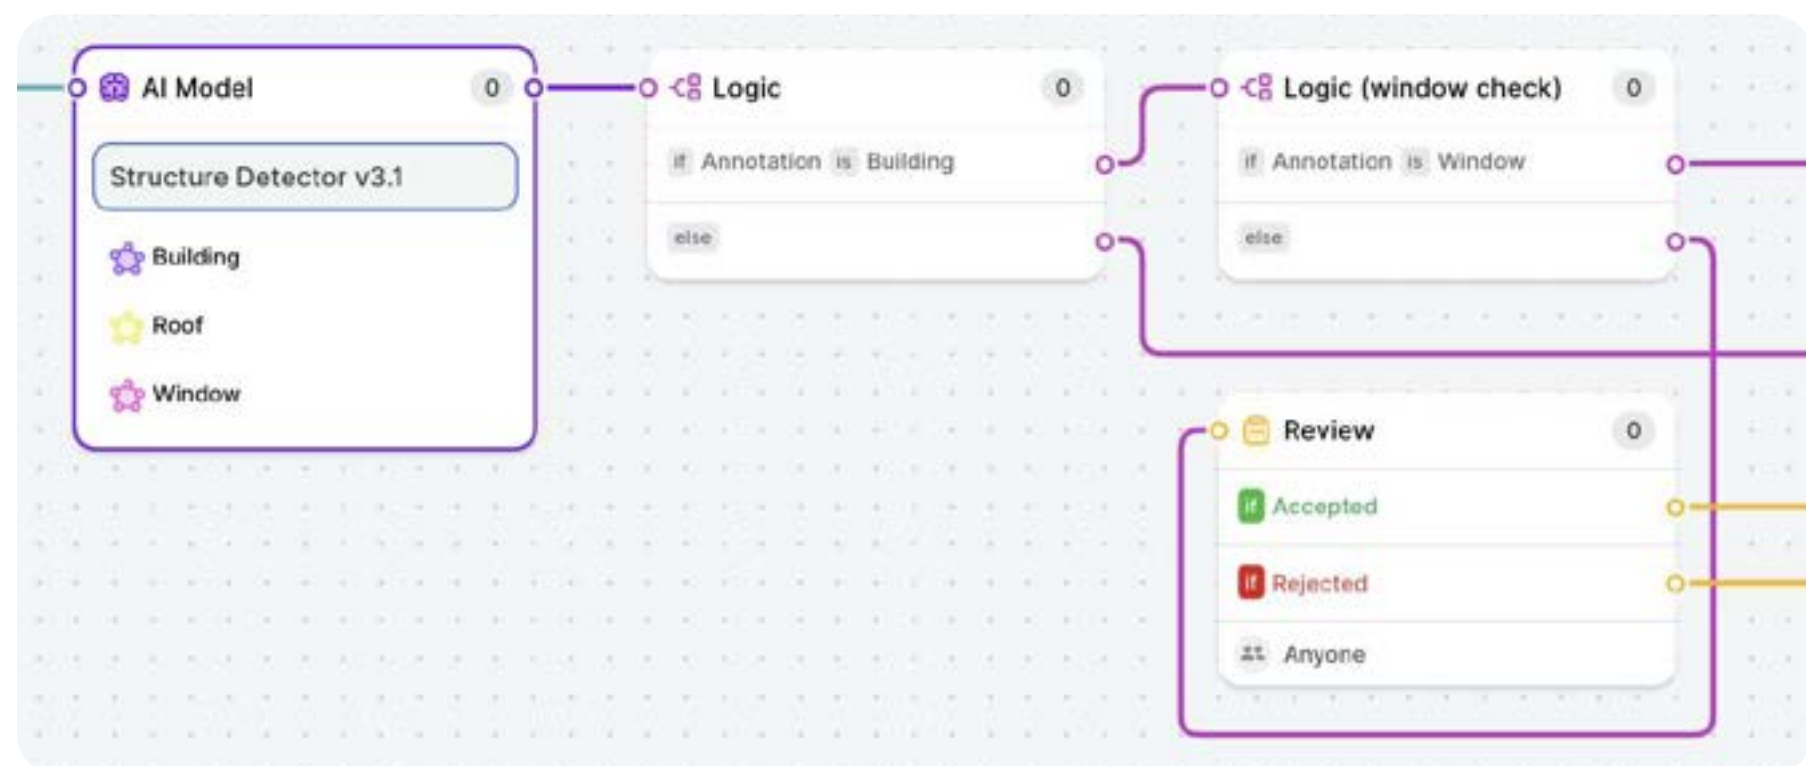 AI Model 0
Structure Detector v3.1
Building
Roof
Window
Logic 0
if Annotation is Building
else
Logic (window check) 0
if Annotation is Window
else
Review 0
if Accepted
if Rejected
Anyone